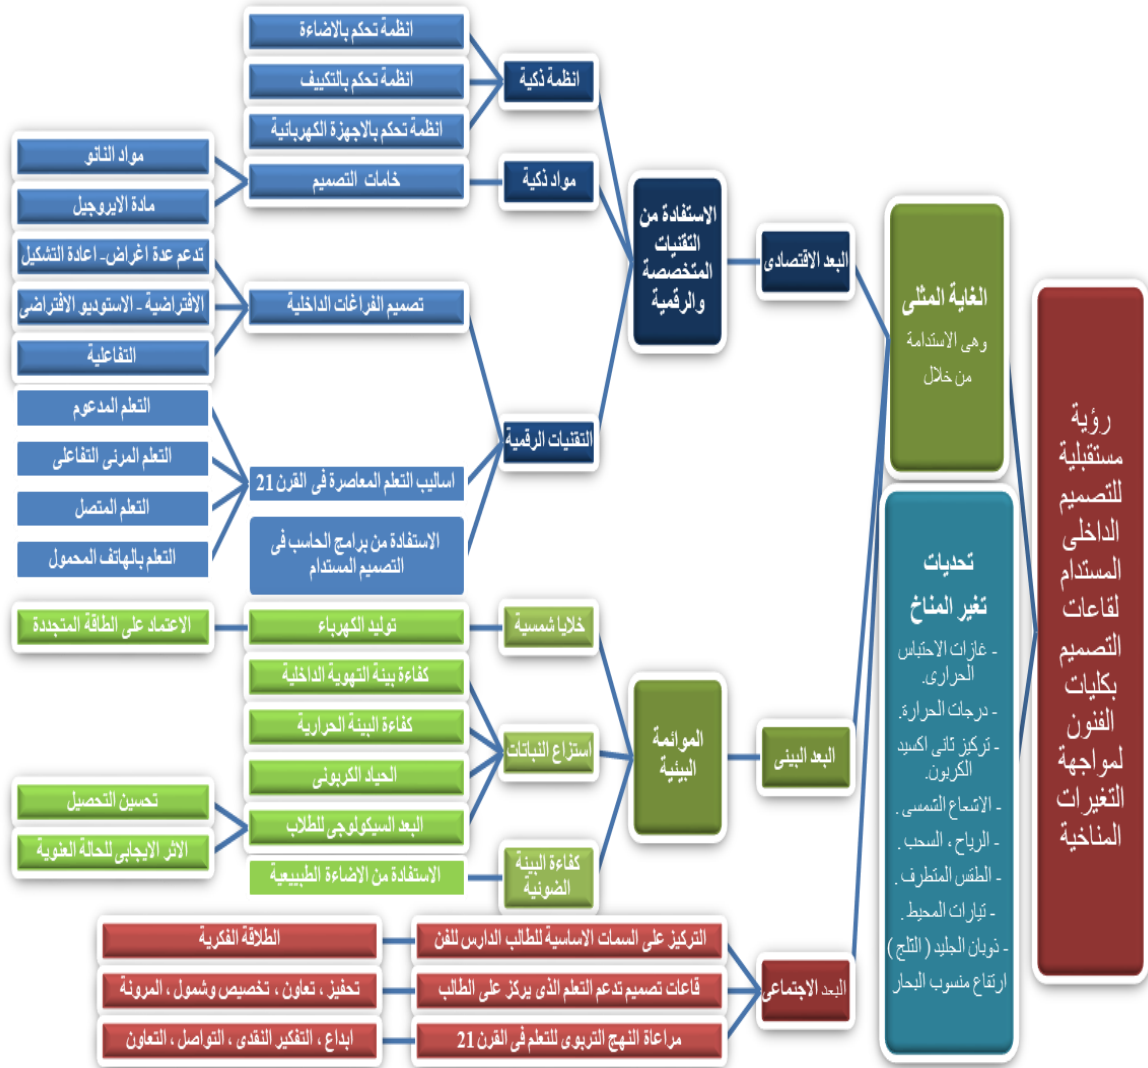 رؤية
مستقبلية
للتصميم
الداخلى
المستدام
لقاعات
التصميم
بكليات
الفنون
لمواجهة
التغيرات
المناخية
الغاية المثلى
وهى الاستدامة
من خلال
تحديات
تغير المناخ
- غازات الاحتباس
الحرارى.
- درجات الحرارة.
- تركيز ثانى اكسيد
الكربون.
- الاشعاع الشمسى .
- الرياح ، السحب .
- الطقس المتطرف .
- تيارات المحيط .
- ذوبان الجليد ( الثلج )
ارتفاع منسوب البحار
البعد الاقتصادى
الاستفادة من
التقنيات
المتخصصة
والرقمية
انظمة ذكية
انظمة تحكم بالاضاءة
انظمة تحكم بالتكييف
انظمة تحكم بالاجهزة الكهربائية
مواد ذكية
خامات التصميم
مواد النانو
مادة الايروجيل
التقنيات الرقمية
تصميم الفراغات الداخلية
تدعم عدة اغراض- اعادة التشكيل
الافتراضية - الاستوديو الافتراضى
التفاعلية
اساليب التعلم المعاصرة فى القرن 21
التعلم المدعوم
التعلم المرئى التفاعلى
التعلم المتصل
التعلم بالهاتف المحمول
الاستفادة من برامج الحاسب فى
التصميم المستدام
البعد البيئى
الموائمة
البيئية
خلايا شمسية
توليد الكهرباء
الاعتماد على الطاقة المتجددة
استزاع النباتات
كفاءة بيئة التهوية الداخلية
كفاءة البيئة الحرارية
الحياد الكربونى
البعد السيكولوجى للطلاب
تحسين التحصيل
الاثر الايجابى للحالة العنوية
كفاءة البيئة
الضوئية
الاستفادة من الاضاءة الطبييعية
البعد الاجتماعى
التركيز على السمات الاساسية للطالب الدارس للفن
الطلاقة الفكرية
قاعات تصميم تدعم التعلم الذى يركز على الطالب
تحفيز ، تعاون ، تخصيص وشمول ، المرونة
مراعاة النهج التربوى للتعلم فى القرن 21
ابداع ، التفكير النقدى ، التواصل ، التعاون